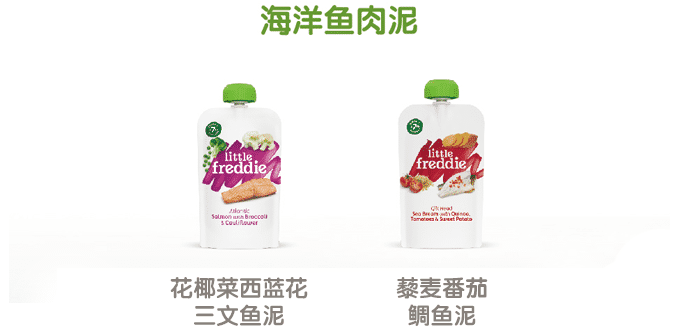 海洋鱼肉泥
little
freddie
Atlantic
Salmon with Broccoli
& Cauliflower
little
freddie
Sea Bream with Quinoa,
Tomatoes & Sweet Potato
花椰菜西蓝花
三文鱼泥
藜麦番茄
鲷鱼泥